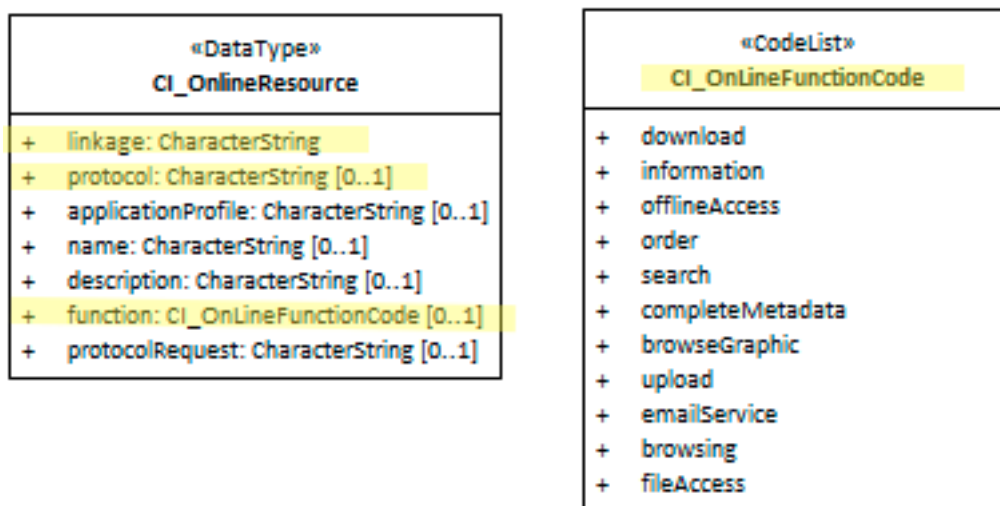 «DataType»
CI_OnlineResource
+ linkage: CharacterString
+ protocol: CharacterString [0..1]
+ applicationProfile: CharacterString [0..1]
+ name: CharacterString [0..1]
+ description: CharacterString [0..1]
+ function: CI_OnLineFunctionCode [0..1]
+ protocolRequest: CharacterString [0..1]
«CodeList»
CI_OnLineFunctionCode
+ download
+ information
+ offlineAccess
+ order
+ search
+ completeMetadata
+ browseGraphic
+ upload
+ emailService
+ browsing
+ fileAccess